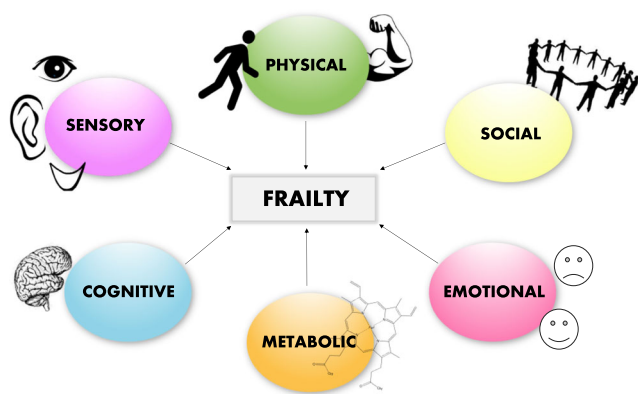 PHYSICAL
SENSORY
SOCIAL
FRAILTY
COGNITIVE
EMOTIONAL
METABOLIC